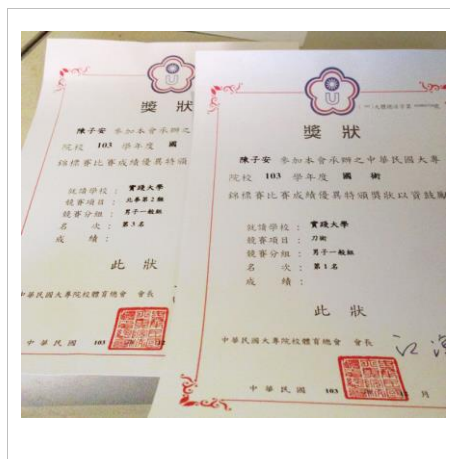 獎狀
陳子安 參加本會承辦之
院校 103 學年度 國
錦標賽比賽成績優異特頒
就讀學校： 實踐大學
競賽項目： 北拳第2類
競賽分組： 男子一般組
名次： 第3名
成績：
此狀
中華民國大專院校體育總會 會長
中華民國 103
獎狀
陳子安 參加本會承辦之中華民國大專
院校 103 學年度 國術
錦標賽比賽成績優異特頒獎狀以資鼓勵
就讀學校： 實踐大學
競賽項目： 刀術
競賽分組： 男子一般組
名次： 第1名
成績：
此狀
中華民國大專院校體育總會 會長
中華民國 103 月